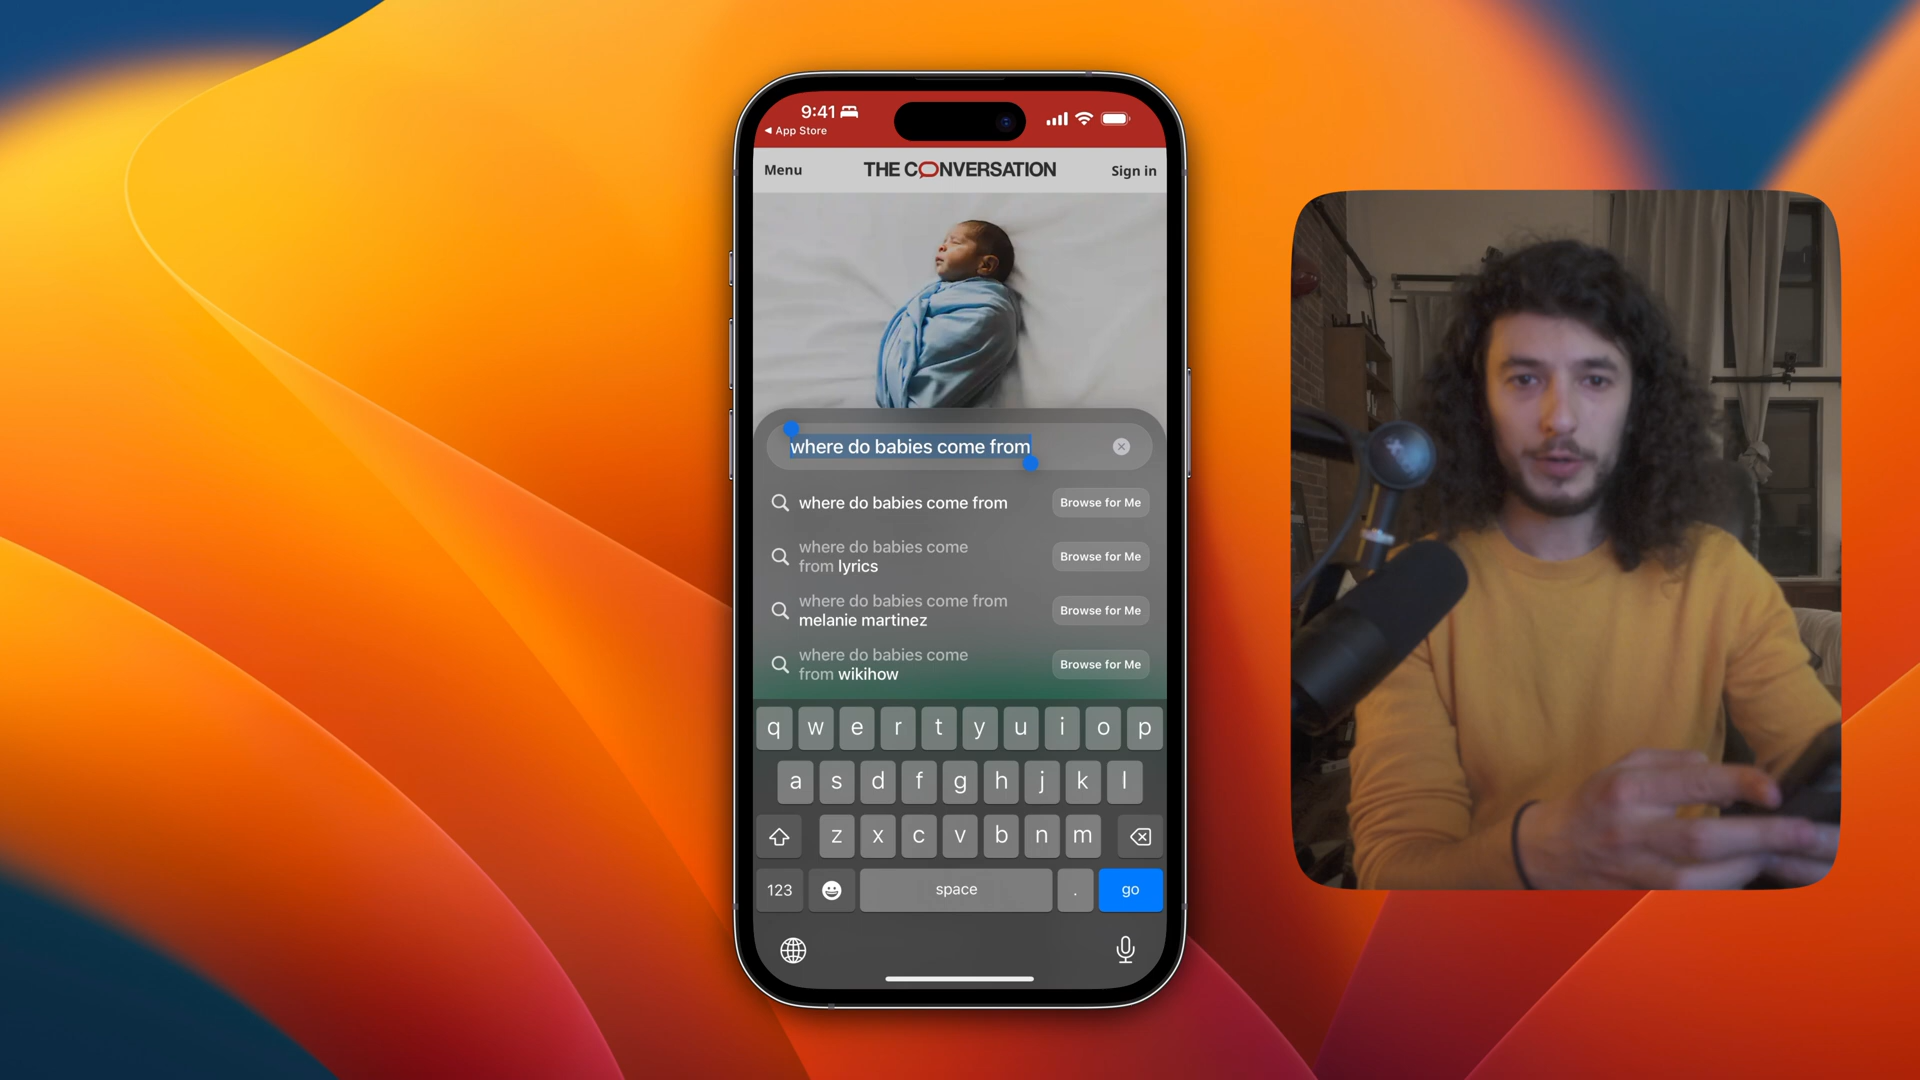 9:41
◀ App Store
Menu
THE CONVERSATION
Sign in
where do babies come from
where do babies come from
Browse for Me
where do babies come
from lyrics
Browse for Me
where do babies come from
melanie martinez
Browse for Me
where do babies come
from wikihow
Browse for Me
q w e r t y u i o p
a s d f g h j k l
z x c v b n m
123
space
.
go